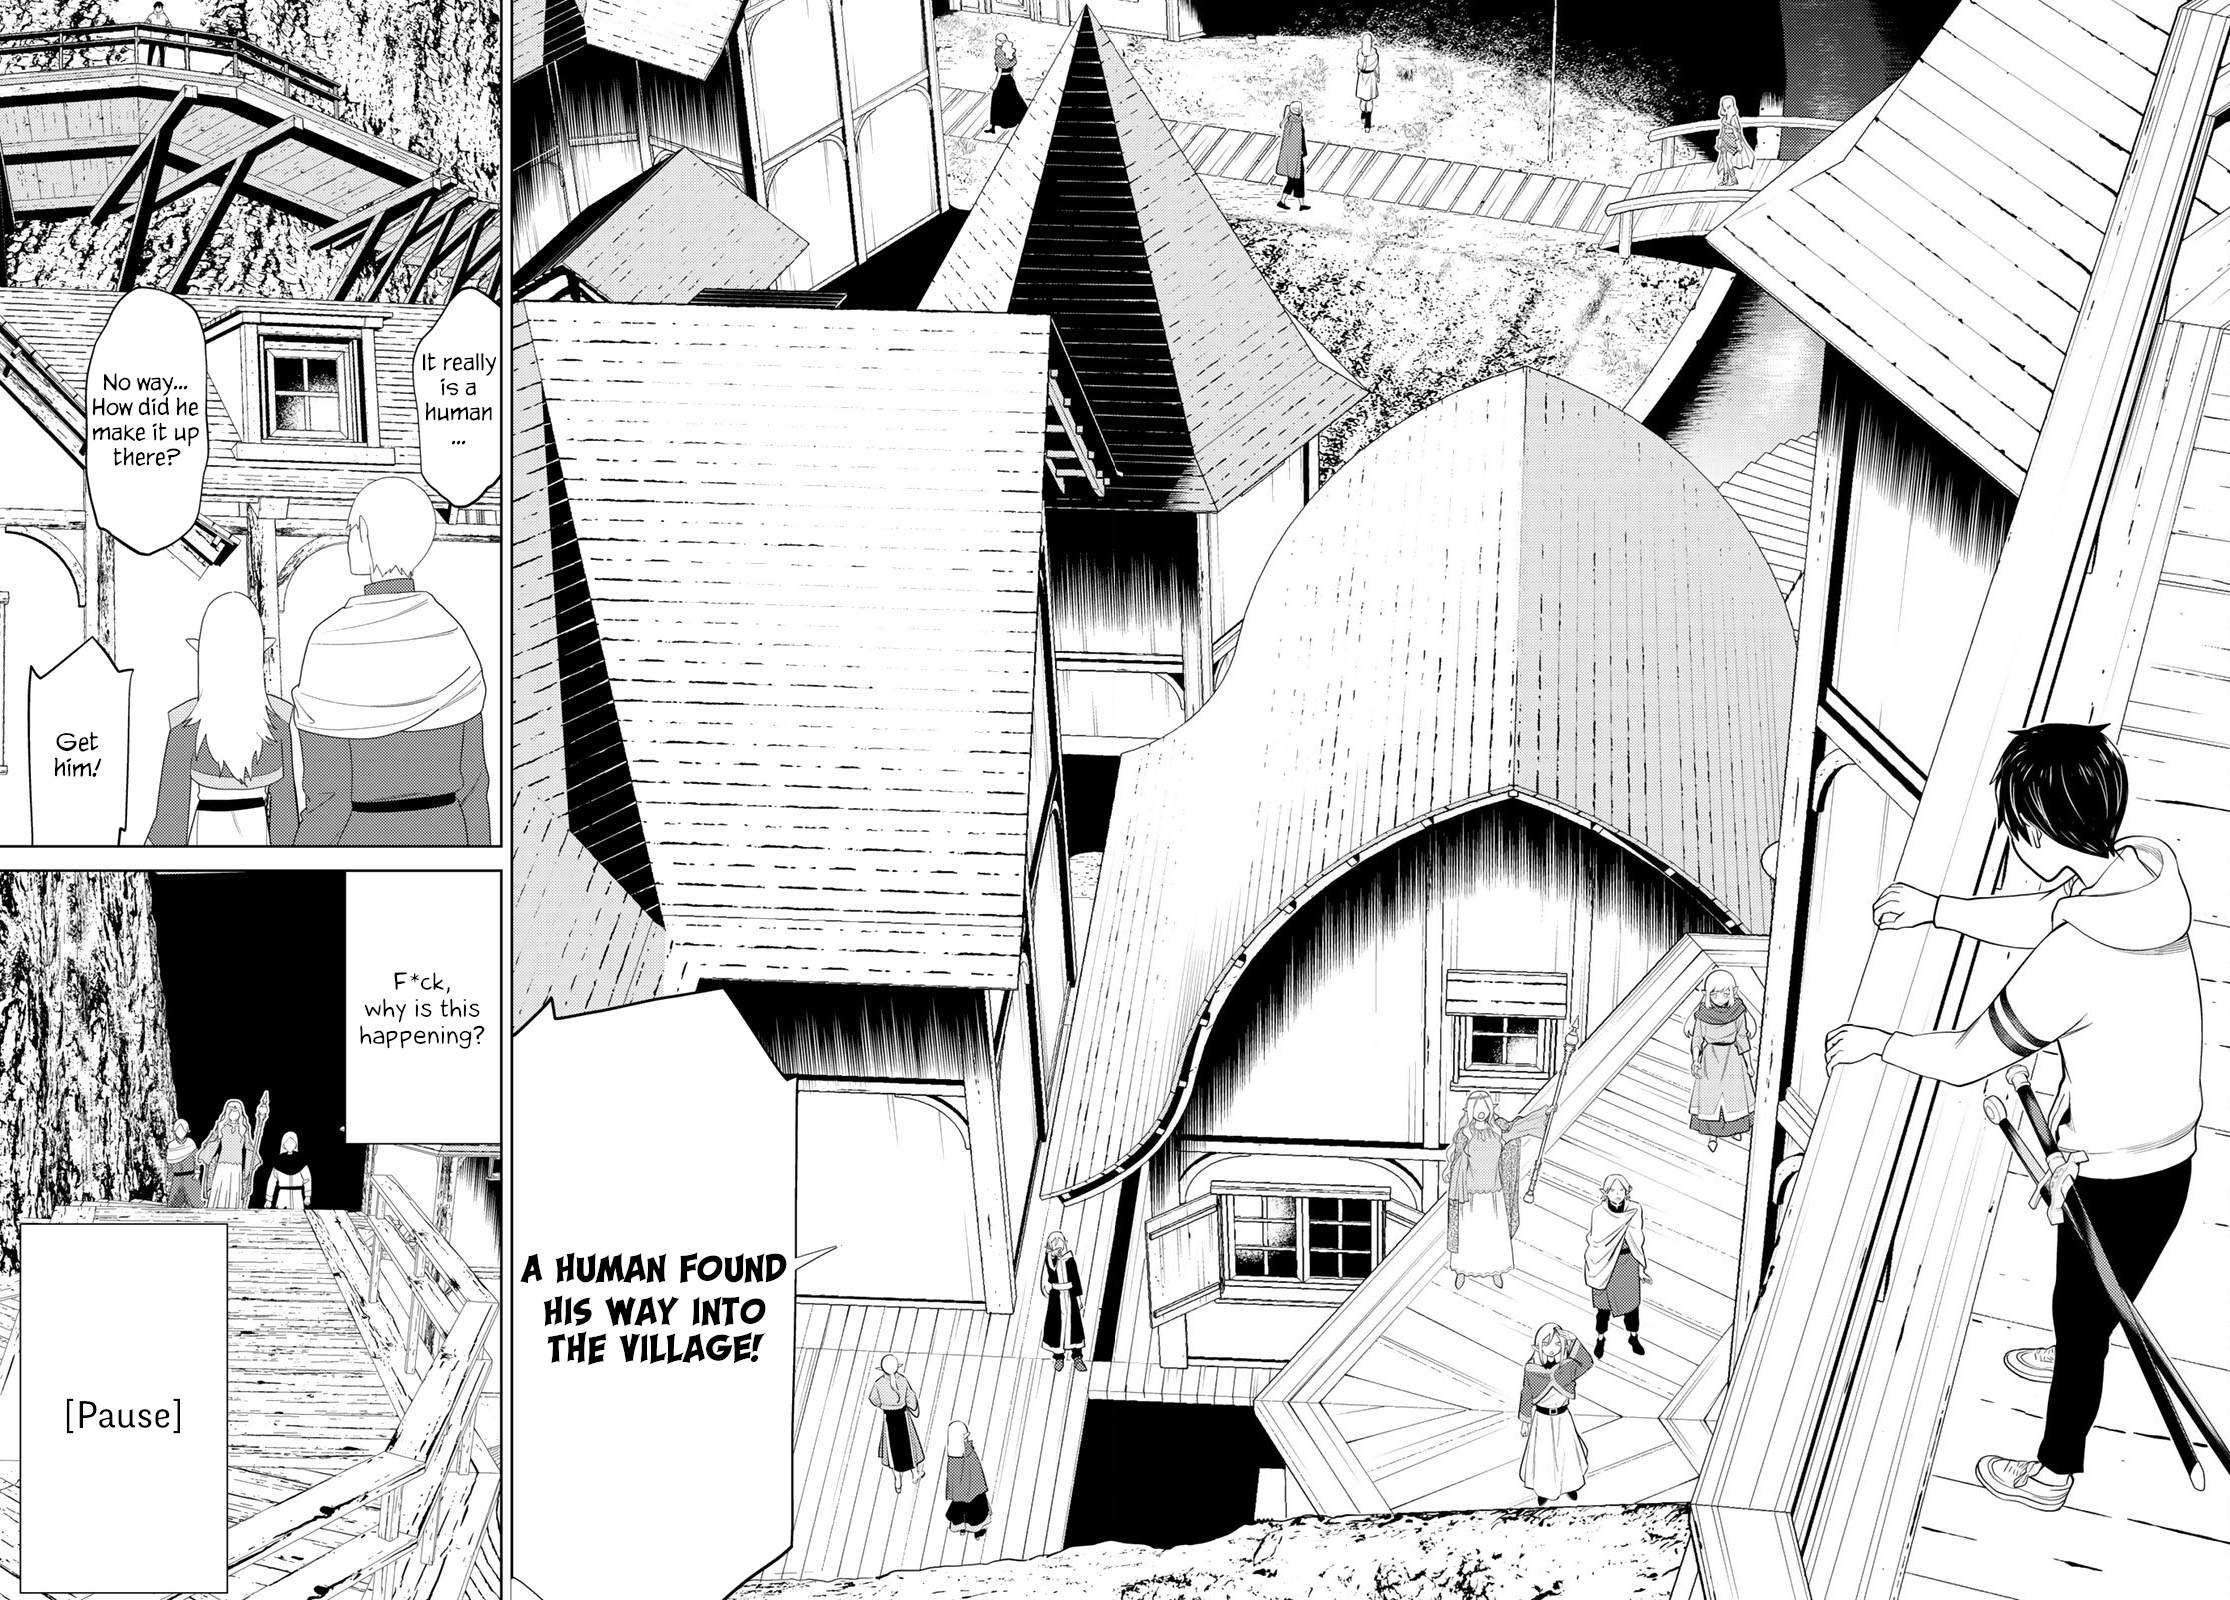 A HUMAN FOUND
HIS WAY INTO
THE VILLAGE!
It really
is a
human
...
No way...
How did he
make it up
there?
Get
him!
F*ck,
why is this
happening?
[Pause]